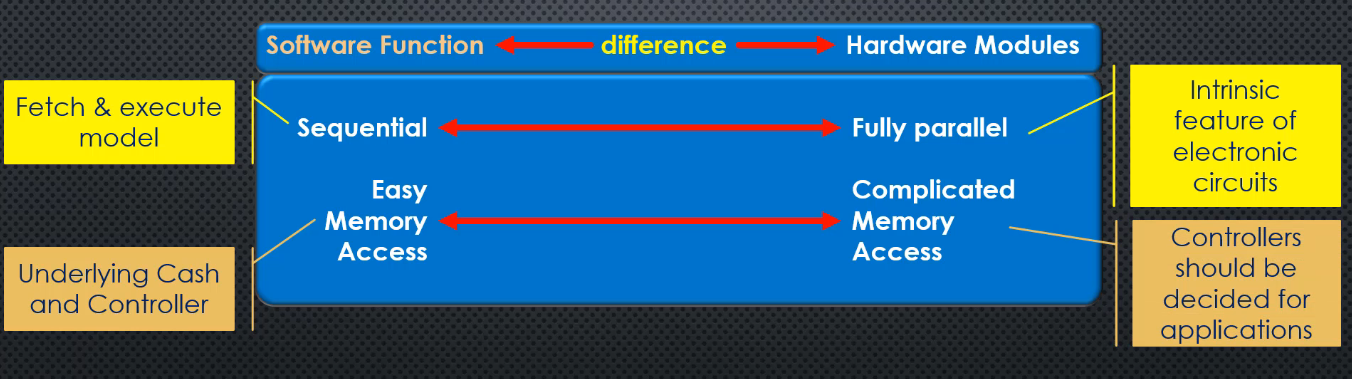 Software Function difference Hardware Modules
Fetch & execute
model
Sequential
Fully parallel
Intrinsic
feature of
electronic
circuits
Easy
Memory
Access
Complicated
Memory
Access
Underlying Cash
and Controller
Controllers
should be
decided for
applications